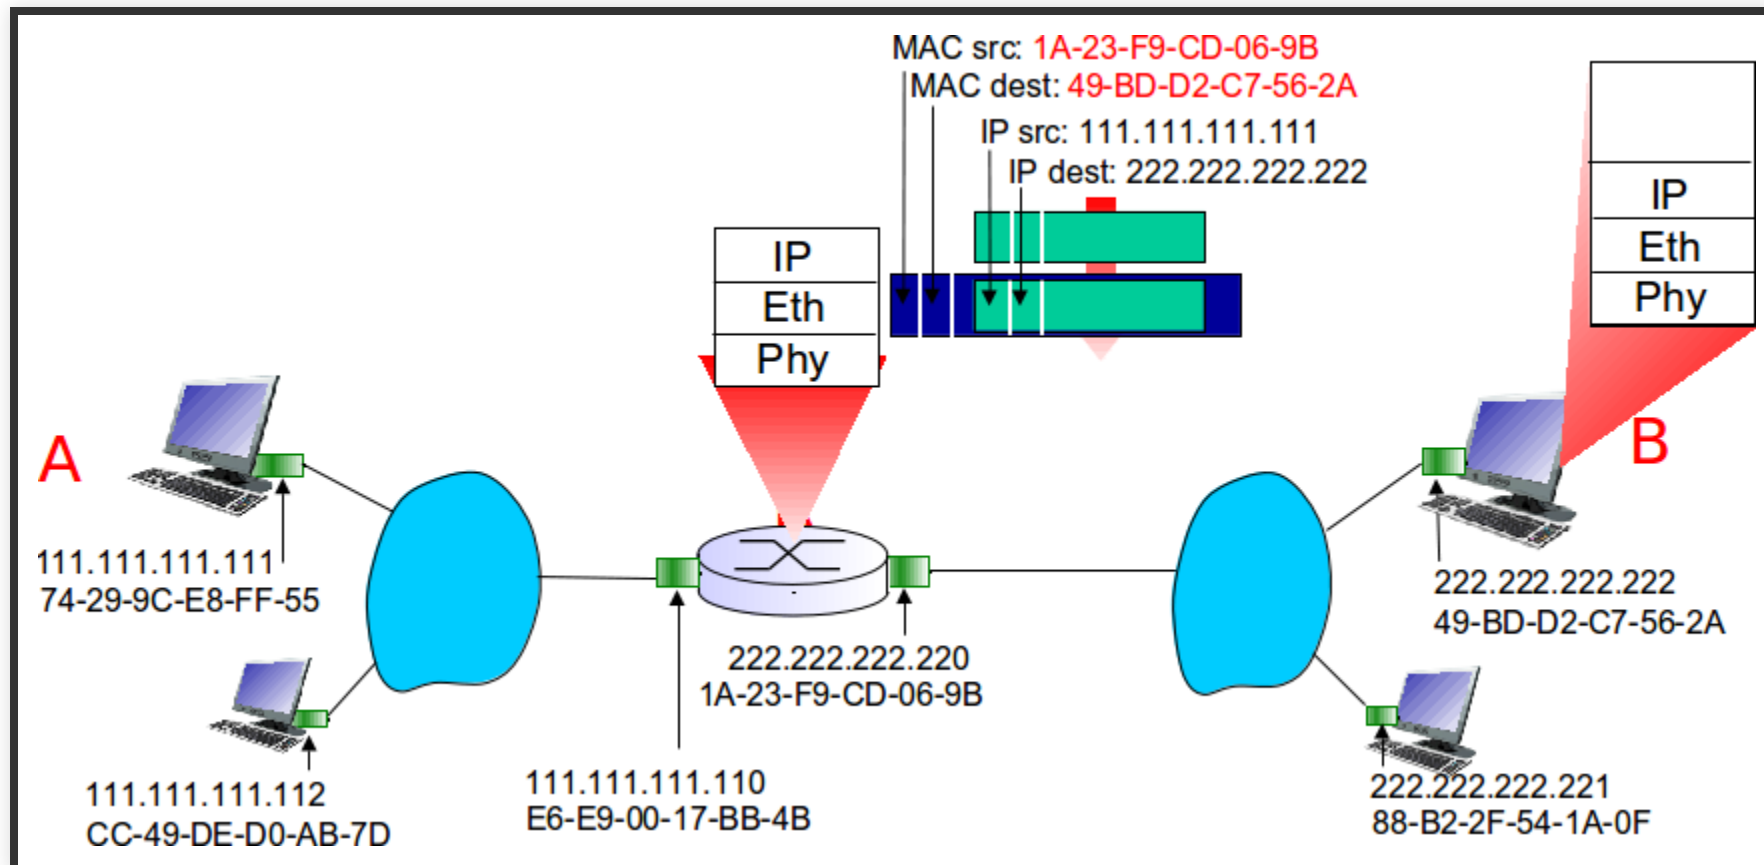 MAC src: 1A-23-F9-CD-06-9B
MAC dest: 49-BD-D2-C7-56-2A
IP src: 111.111.111.111
IP dest: 222.222.222.222
IP
Eth
Phy
IP
Eth
Phy
A
B
111.111.111.111
74-29-9C-E8-FF-55
222.222.222.222
49-BD-D2-C7-56-2A
222.222.222.220
1A-23-F9-CD-06-9B
111.111.111.112
CC-49-DE-D0-AB-7D
111.111.111.110
E6-E9-00-17-BB-4B
222.222.222.221
88-B2-2F-54-1A-0F